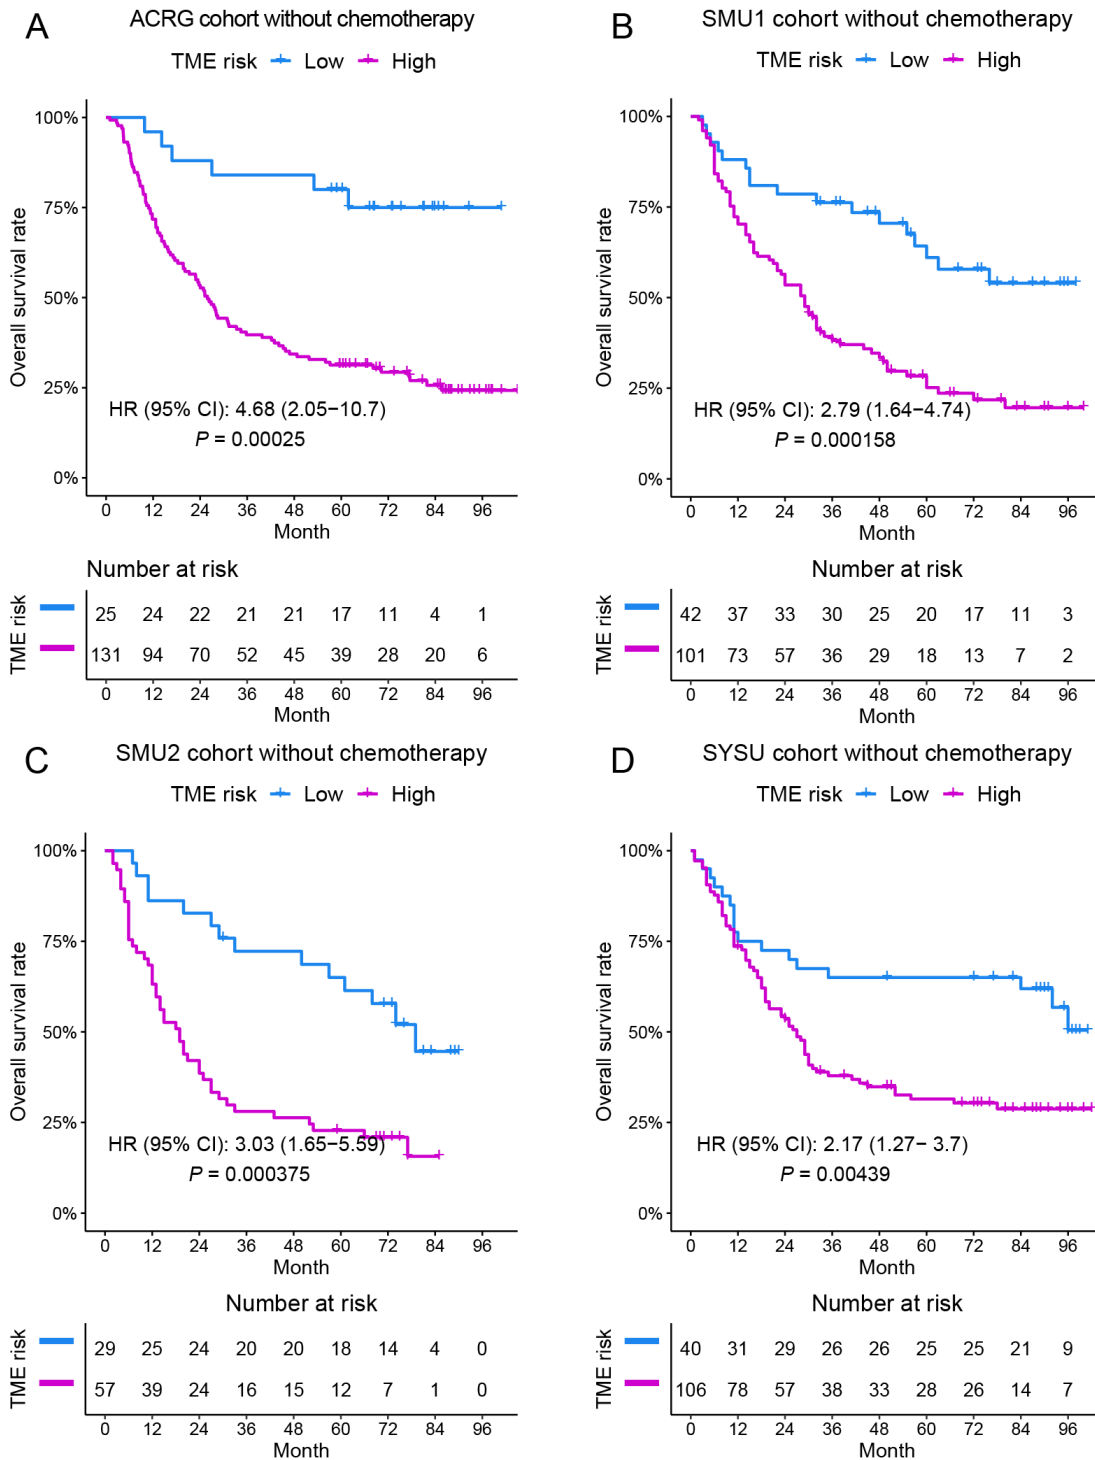 A
ACRG cohort without chemotherapy
TME risk Low High
Overall survival rate
100%
75%
50%
25%
0%
HR (95% CI): 4.68 (2.05−10.7)
P = 0.00025
0 12 24 36 48 60 72 84 96
Month
Number at risk
TME risk
25 24 22 21 21 17 11 4 1
131 94 70 52 45 39 28 20 6
0 12 24 36 48 60 72 84 96
Month
B
SMU1 cohort without chemotherapy
TME risk Low High
Overall survival rate
100%
75%
50%
25%
0%
HR (95% CI): 2.79 (1.64−4.74)
P = 0.000158
0 12 24 36 48 60 72 84 96
Month
Number at risk
TME risk
42 37 33 30 25 20 17 11 3
101 73 57 36 29 18 13 7 2
0 12 24 36 48 60 72 84 96
Month
C
SMU2 cohort without chemotherapy
TME risk Low High
Overall survival rate
100%
75%
50%
25%
0%
HR (95% CI): 3.03 (1.65−5.59)
P = 0.000375
0 12 24 36 48 60 72 84 96
Month
Number at risk
TME risk
29 25 24 20 20 18 14 4 0
57 39 24 16 15 12 7 1 0
0 12 24 36 48 60 72 84 96
Month
D
SYSU cohort without chemotherapy
TME risk Low High
Overall survival rate
100%
75%
50%
25%
0%
HR (95% CI): 2.17 (1.27− 3.7)
P = 0.00439
0 12 24 36 48 60 72 84 96
Month
Number at risk
TME risk
40 31 29 26 26 25 25 21 9
106 78 57 38 33 28 26 14 7
0 12 24 36 48 60 72 84 96
Month